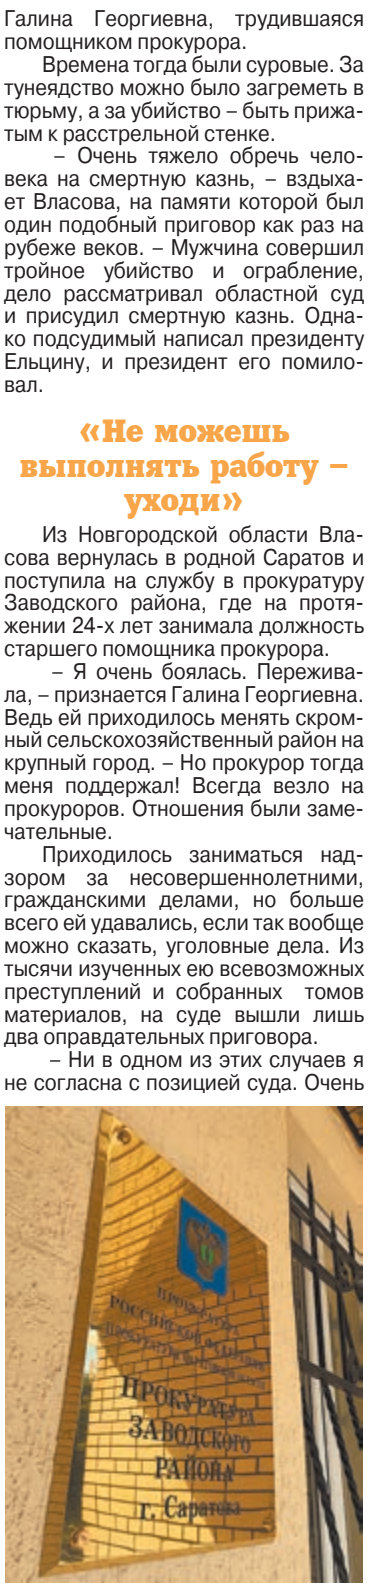 Галина Георгиевна, трудившаяся
помощником прокурора.
Времена тогда были суровые. За
тунеядство можно было загреметь в
тюрьму, а за убийство – быть прижа-
тым к расстрельной стенке.
– Очень тяжело обречь чело-
века на смертную казнь, – вздыха-
ет Власова, на памяти которой был
один подобный приговор как раз на
рубеже веков. – Мужчина совершил
тройное убийство и ограбление,
дело рассматривал областной суд
и присудил смертную казнь. Одна-
ко подсудимый написал президенту
Ельцину, и президент его помило-
вал.
«Не можешь
выполнять работу –
уходи»
Из Новгородской области Вла-
сова вернулась в родной Саратов и
поступила на службу в прокуратуру
Заводского района, где на протя-
жении 24-х лет занимала должность
старшего помощника прокурора.
– Я очень боялась. Пережива-
ла, – признается Галина Георгиевна.
Ведь ей приходилось менять скром-
ный сельскохозяйственный район на
крупный город. – Но прокурор тогда
меня поддержал! Всегда везло на
прокуроров. Отношения были заме-
чательные.
Приходилось заниматься над-
зором за несовершеннолетними,
гражданскими делами, но больше
всего ей удавались, если так вообще
можно сказать, уголовные дела. Из
тысячи изученных ею всевозможных
преступлений и собранных томов
материалов, на суде вышли лишь
два оправдательных приговора.
– Ни в одном из этих случаев я
не согласна с позицией суда. Очень
ПРОКУРАТУРА
РОССИЙСКОЙ ФЕДЕРАЦИИ
ПРОКУРАТУРА
ПРОКУРАТУРА
ЗАВОДСКОГО
РАЙОНА
г. Саратова